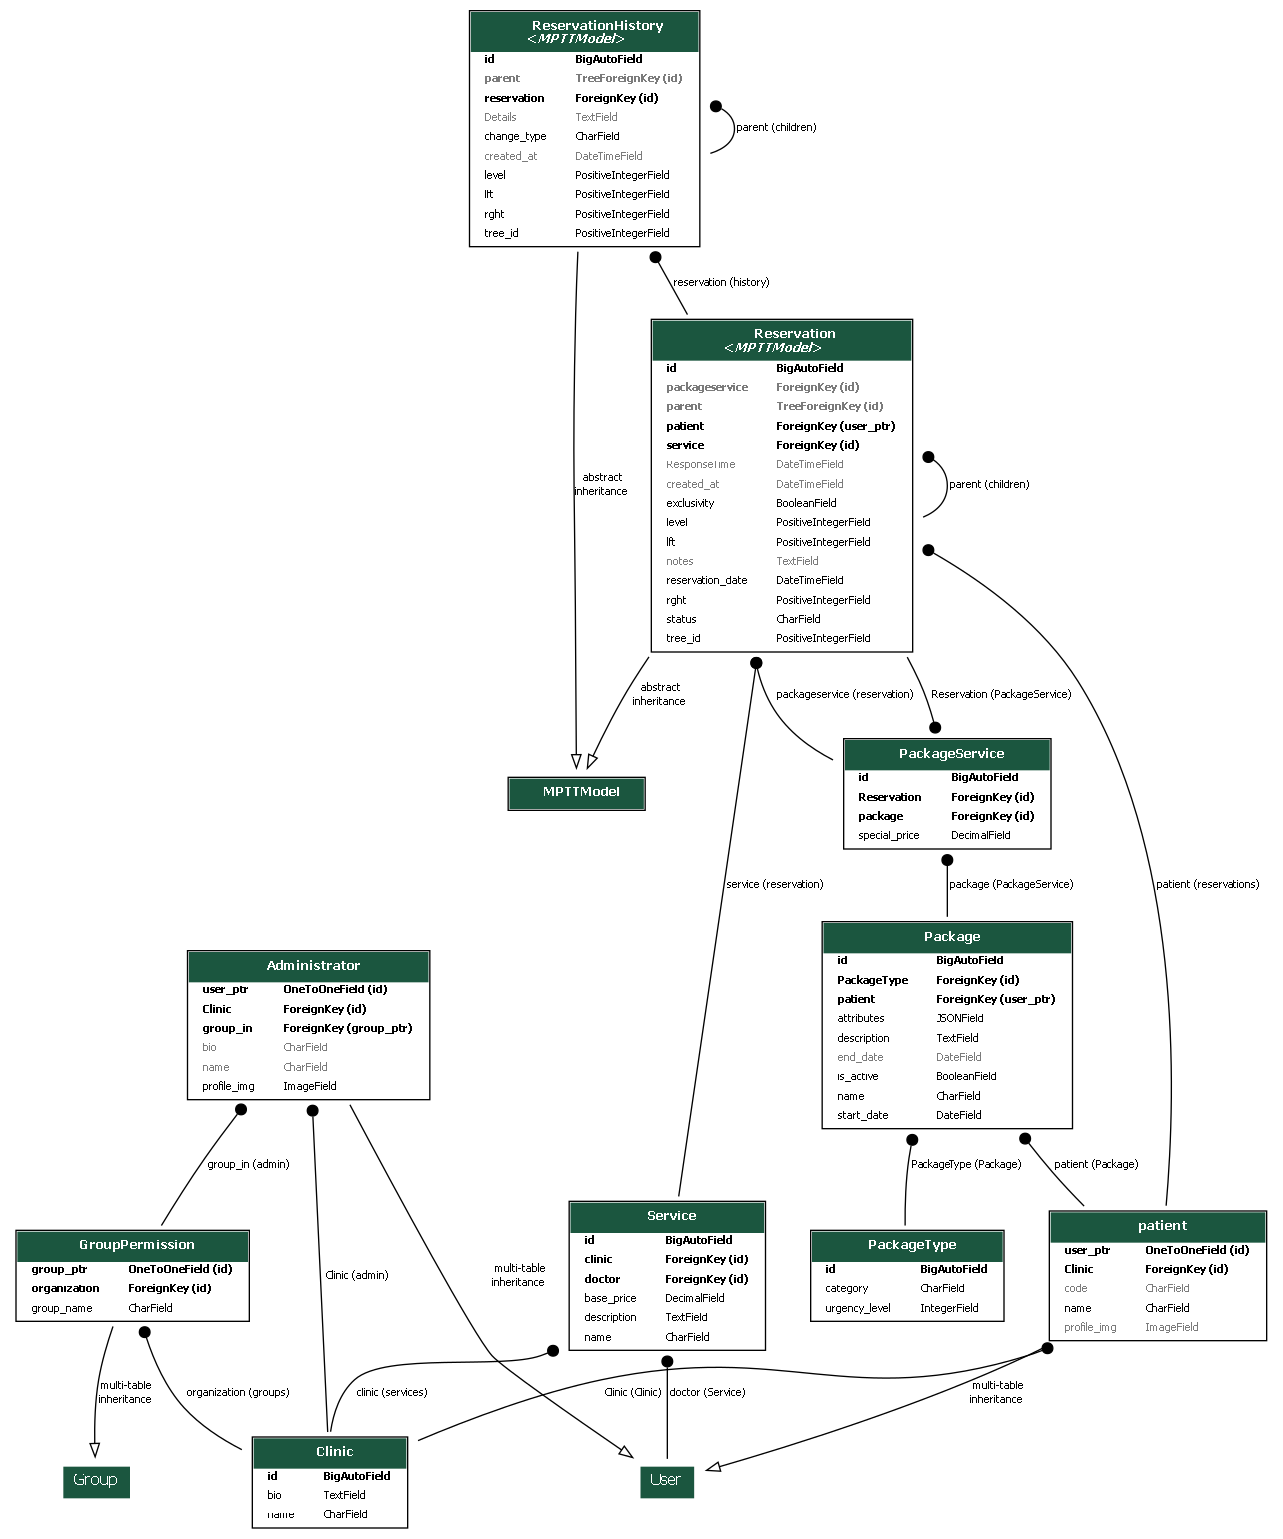 ReservationHistory
<MPTTModel>
id BigAutoField
parent TreeForeignKey (id)
reservation ForeignKey (id)
Details TextField
change_type CharField
created_at DateTimeField
level PositiveIntegerField
lft PositiveIntegerField
rght PositiveIntegerField
tree_id PositiveIntegerField
parent (children)
reservation (history)
Reservation
<MPTTModel>
id BigAutoField
packageservice ForeignKey (id)
parent TreeForeignKey (id)
patient ForeignKey (user_ptr)
service ForeignKey (id)
ResponseTime DateTimeField
created_at DateTimeField
exclusivity BooleanField
level PositiveIntegerField
lft PositiveIntegerField
notes TextField
reservation_date DateTimeField
rght PositiveIntegerField
status CharField
tree_id PositiveIntegerField
parent (children)
abstract
inheritance
abstract
inheritance
packageservice (reservation)
Reservation (PackageService)
MPTTModel
PackageService
id BigAutoField
Reservation ForeignKey (id)
package ForeignKey (id)
special_price DecimalField
service (reservation)
package (PackageService)
patient (reservations)
Package
id BigAutoField
PackageType ForeignKey (id)
patient ForeignKey (user_ptr)
attributes JSONField
description TextField
end_date DateField
is_active BooleanField
name CharField
start_date DateField
Administrator
user_ptr OneToOneField (id)
Clinic ForeignKey (id)
group_in ForeignKey (group_ptr)
bio CharField
name CharField
profile_img ImageField
group_in (admin)
PackageType (Package)
patient (Package)
GroupPermission
group_ptr OneToOneField (id)
organization ForeignKey (id)
group_name CharField
Clinic (admin)
multi-table
inheritance
Service
id BigAutoField
clinic ForeignKey (id)
doctor ForeignKey (id)
base_price DecimalField
description TextField
name CharField
PackageType
id BigAutoField
category CharField
urgency_level IntegerField
patient
user_ptr OneToOneField (id)
Clinic ForeignKey (id)
code CharField
name CharField
profile_img ImageField
multi-table
inheritance
organization (groups)
clinic (services)
Clinic (Clinic)
doctor (Service)
multi-table
inheritance
Group
Clinic
id BigAutoField
bio TextField
name CharField
User